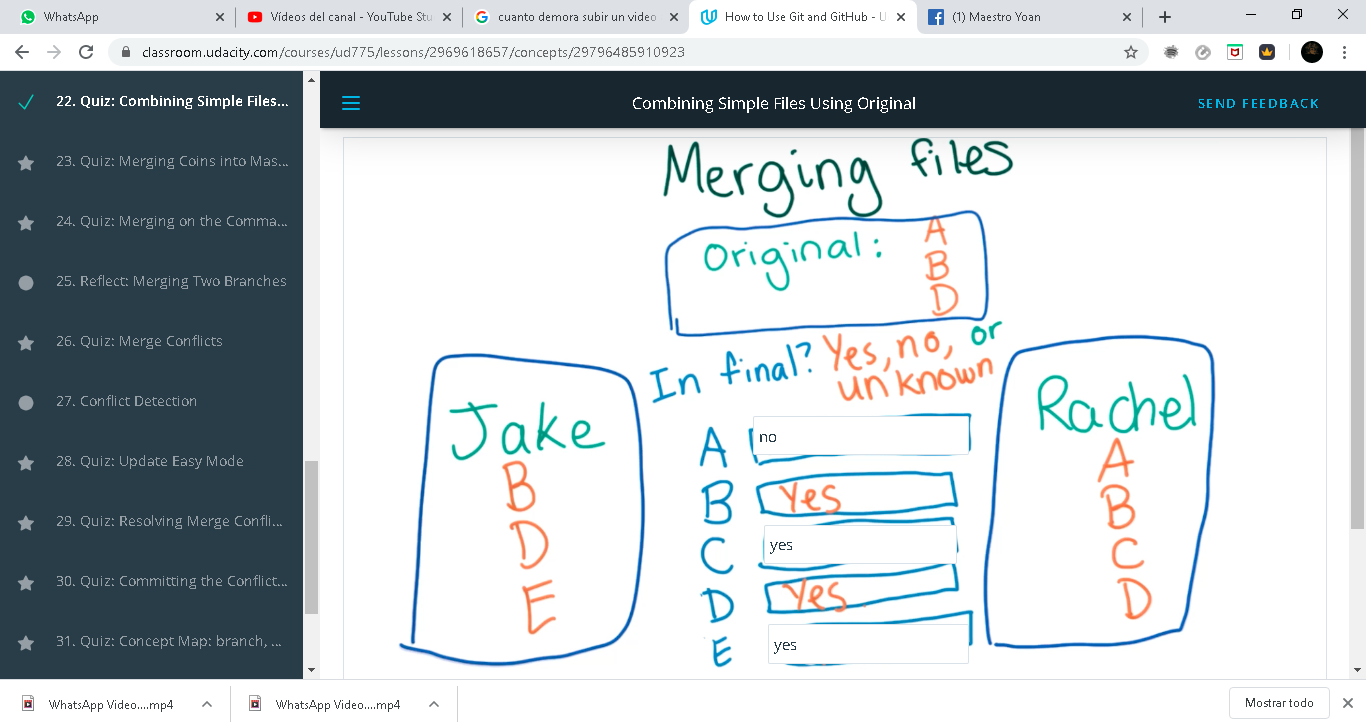 WhatsApp
Vídeos del canal - YouTube Stu
cuanto demora subir un video
How to Use Git and GitHub - U
(1) Maestro Yoan
classroom.udacity.com/courses/ud775/lessons/2969618657/concepts/29796485910923
22. Quiz: Combining Simple Files...
23. Quiz: Merging Coins into Mas...
24. Quiz: Merging on the Comma...
25. Reflect: Merging Two Branches
26. Quiz: Merge Conflicts
27. Conflict Detection
28. Quiz: Update Easy Mode
29. Quiz: Resolving Merge Confli...
30. Quiz: Committing the Conflict...
31. Quiz: Concept Map: branch, ...
Combining Simple Files Using Original
SEND FEEDBACK
Merging files
Original:
A
B
D
In final? Yes, no, or
unknown
Jake
B
D
E
A no
B Yes
C yes
D Yes
E yes
Rachel
A
B
C
D
WhatsApp Video....mp4
WhatsApp Video....mp4
Mostrar todo